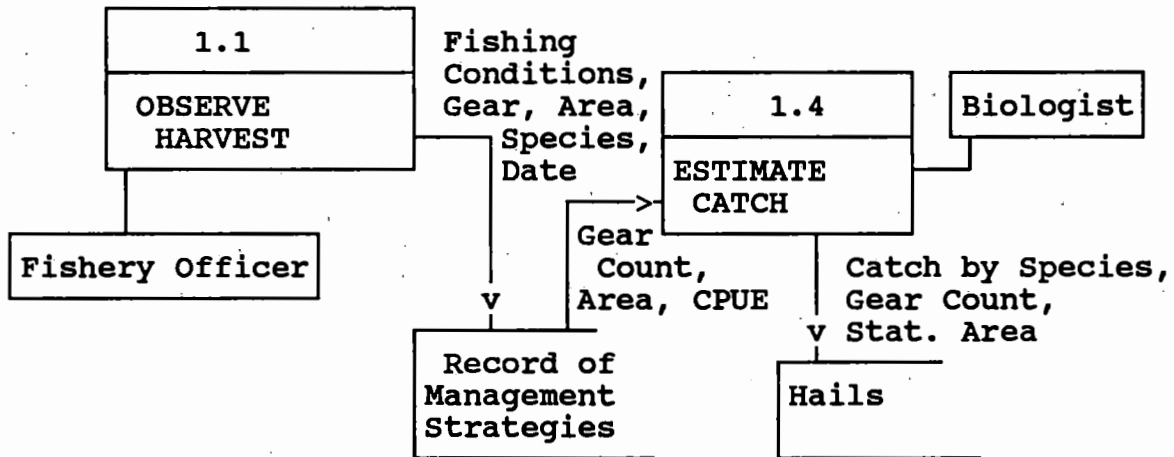 1.1
OBSERVE
HARVEST
Fishery Officer
Fishing
Conditions,
Gear, Area,
Species,
Date
1.4
ESTIMATE
CATCH
Biologist
Gear
Count,
Area, CPUE
Catch by Species,
Gear Count,
Stat. Area
Record of
Management
Strategies
Hails